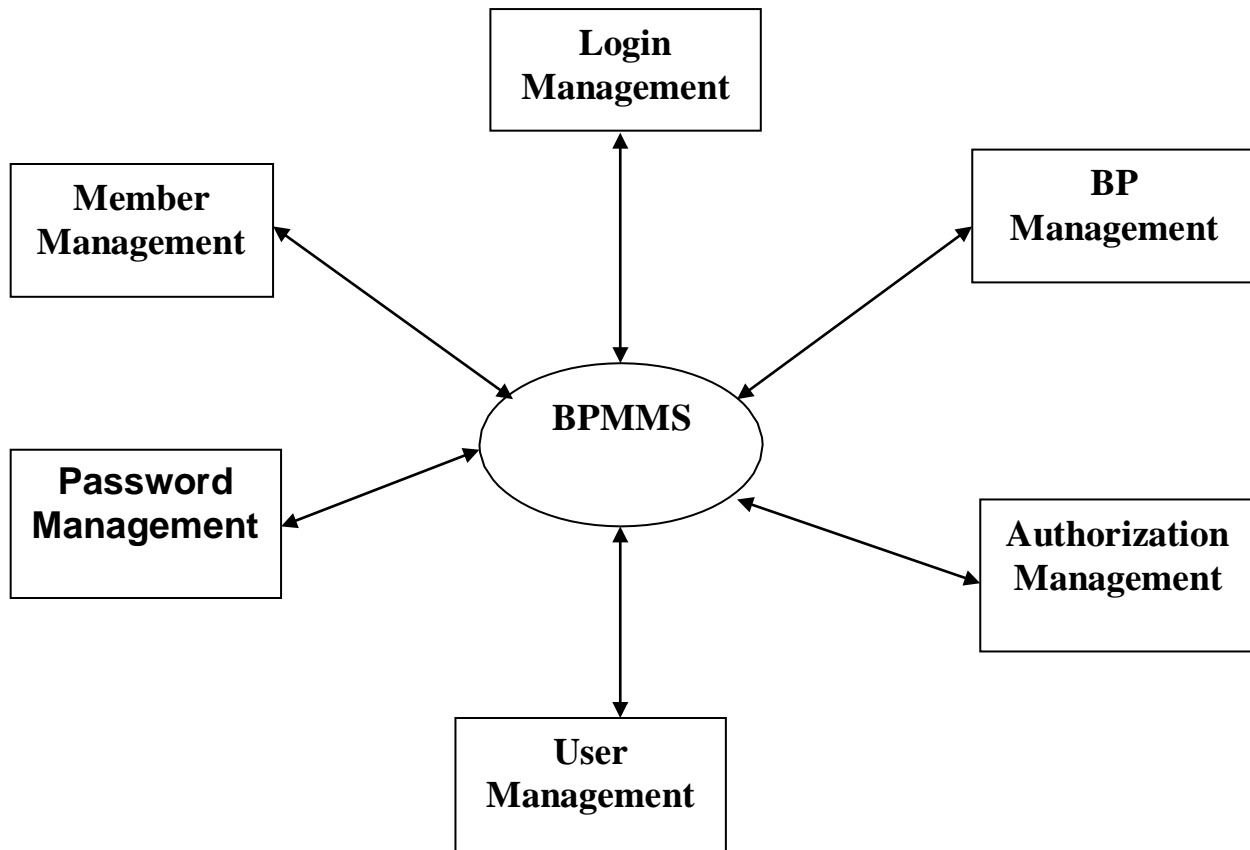 Login
Management
Member
Management
BP
Management
BPMMS
Password
Management
Authorization
Management
User
Management